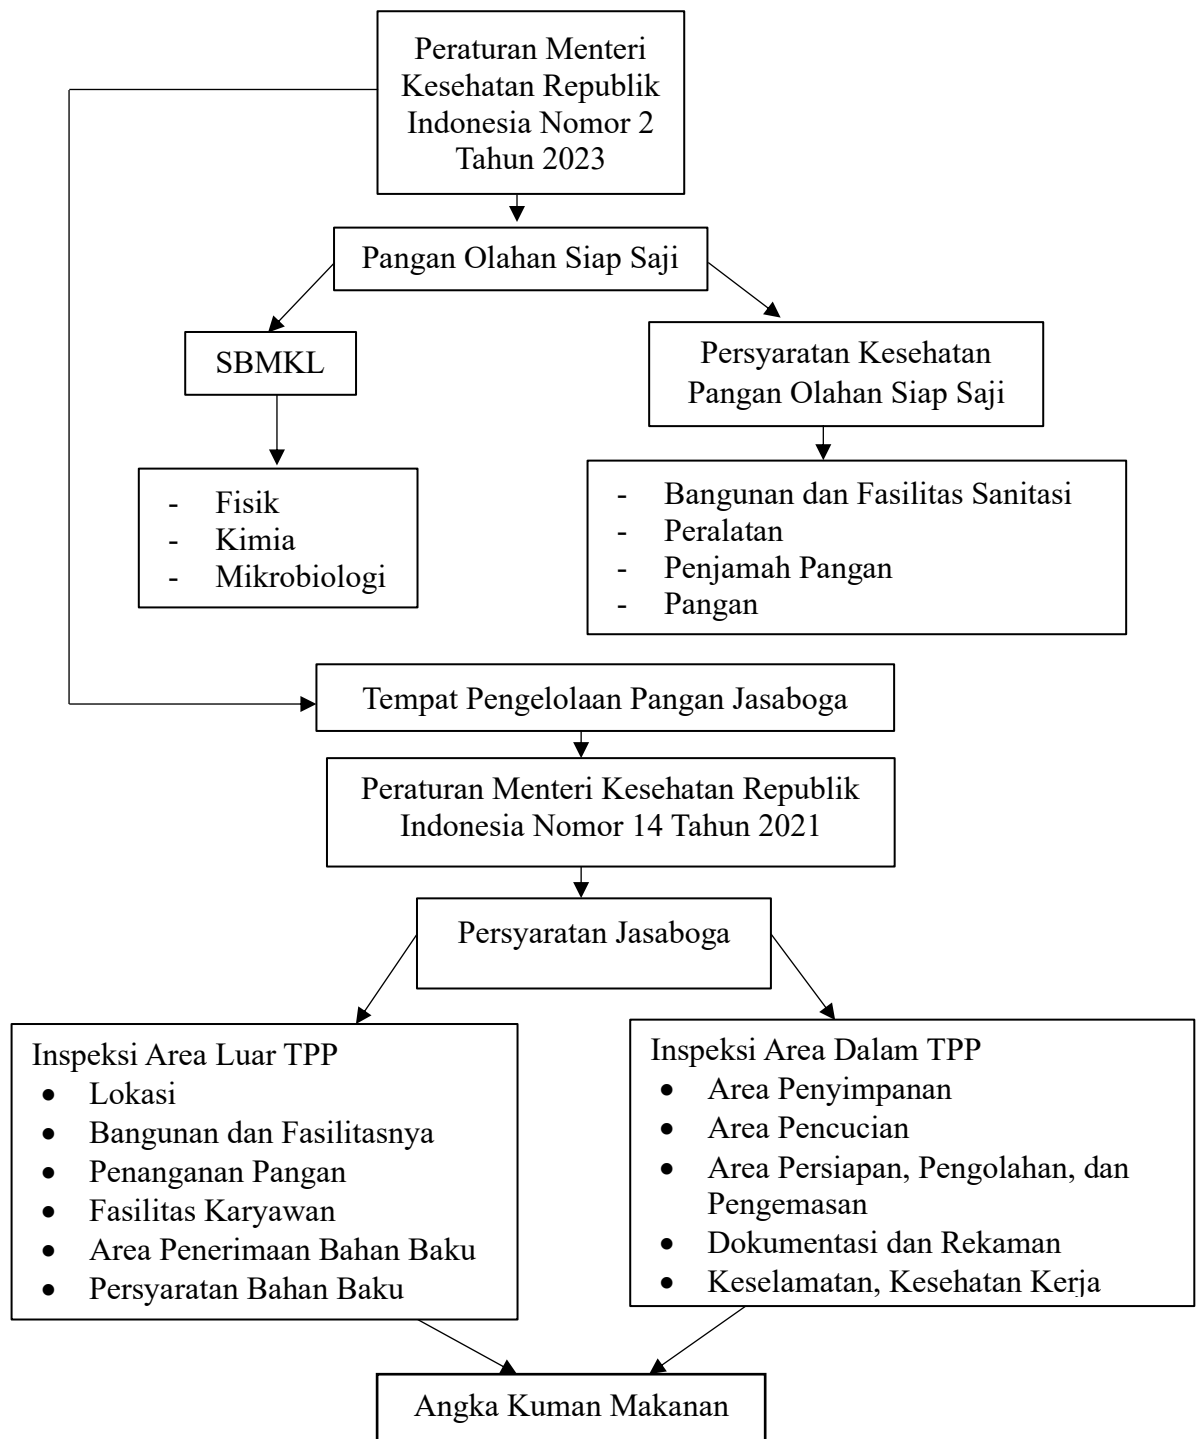 Peraturan Menteri
Kesehatan Republik
Indonesia Nomor 2
Tahun 2023
Pangan Olahan Siap Saji
SBMKL
Persyaratan Kesehatan
Pangan Olahan Siap Saji
- Fisik
- Kimia
- Mikrobiologi
- Bangunan dan Fasilitas Sanitasi
- Peralatan
- Penjamah Pangan
- Pangan
Tempat Pengelolaan Pangan Jasaboga
Peraturan Menteri Kesehatan Republik
Indonesia Nomor 14 Tahun 2021
Persyaratan Jasaboga
Inspeksi Area Luar TPP
• Lokasi
• Bangunan dan Fasilitasnya
• Penanganan Pangan
• Fasilitas Karyawan
• Area Penerimaan Bahan Baku
• Persyaratan Bahan Baku
Inspeksi Area Dalam TPP
• Area Penyimpanan
• Area Pencucian
• Area Persiapan, Pengolahan, dan
Pengemasan
• Dokumentasi dan Rekaman
• Keselamatan, Kesehatan Kerja
Angka Kuman Makanan